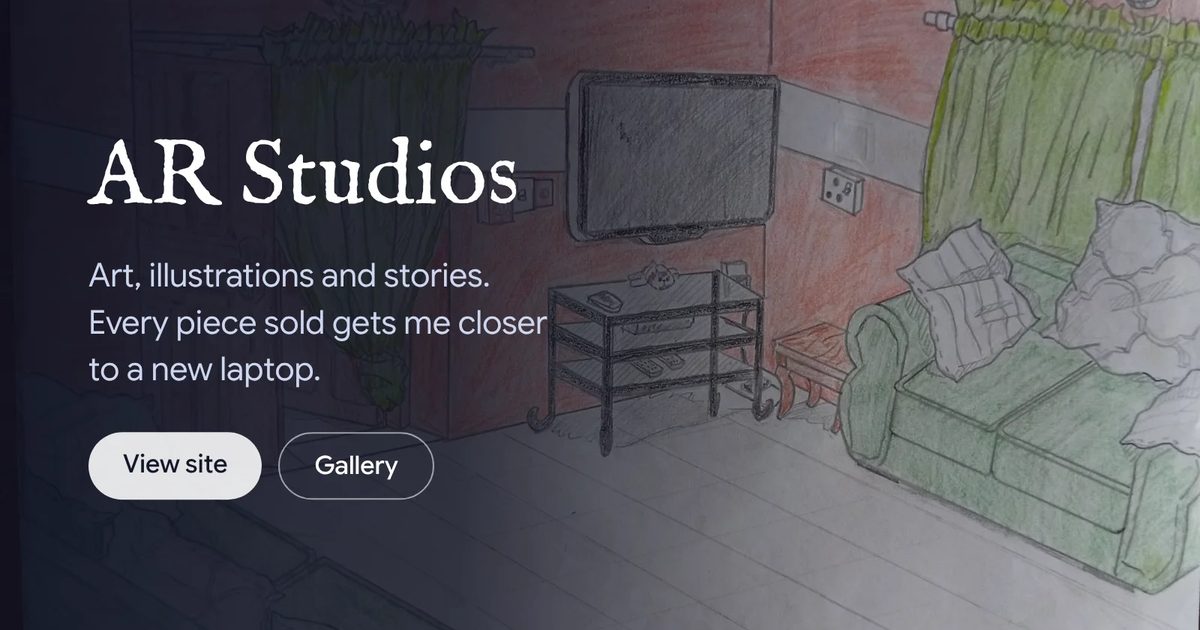 AR Studios
Art, illustrations and stories.
Every piece sold gets me closer
to a new laptop.
View site
Gallery